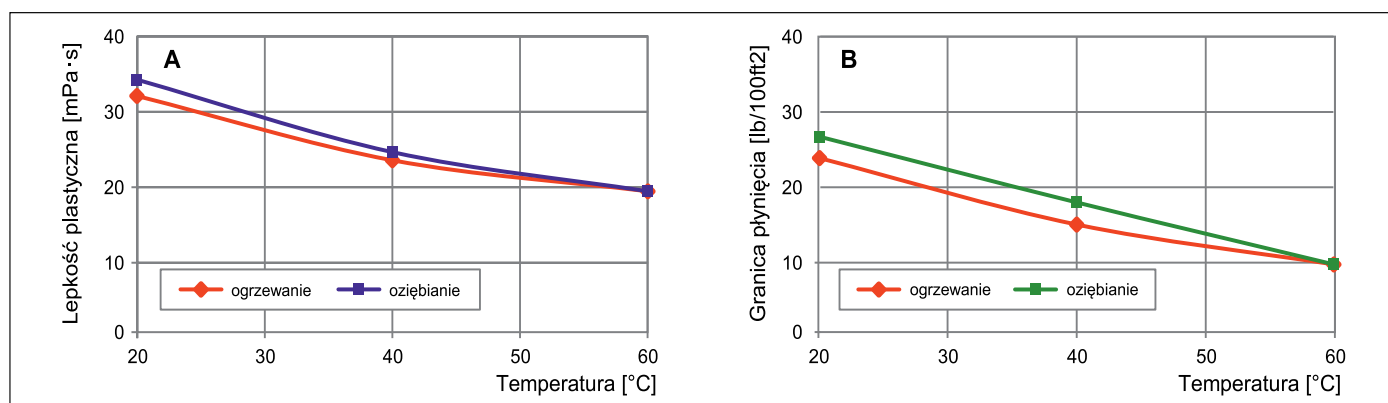 A
Lepkość plastyczna [mPa·s]
40
30
20
10
0
ogrzewanie
oziębianie
20 30 40 50 60
Temperatura [°C]
B
Granica płynięcia [lb/100ft2]
40
30
20
10
0
ogrzewanie
oziębianie
20 30 40 50 60
Temperatura [°C]